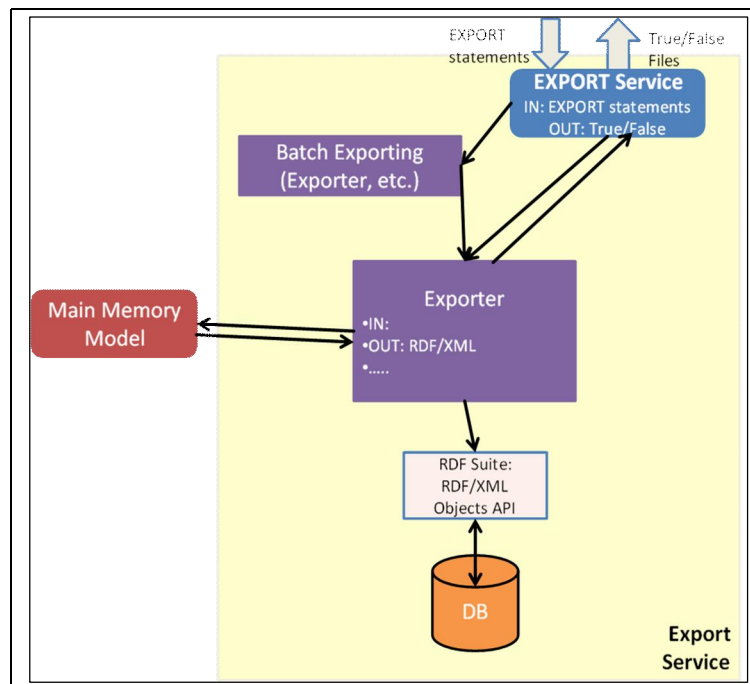 EXPORT
statements
True/False
Files
EXPORT Service
IN: EXPORT statements
OUT: True/False
Batch Exporting
(Exporter, etc.)
Exporter
•IN:
•OUT: RDF/XML
•.....
Main Memory
Model
RDF Suite:
RDF/XML
Objects API
DB
Export
Service